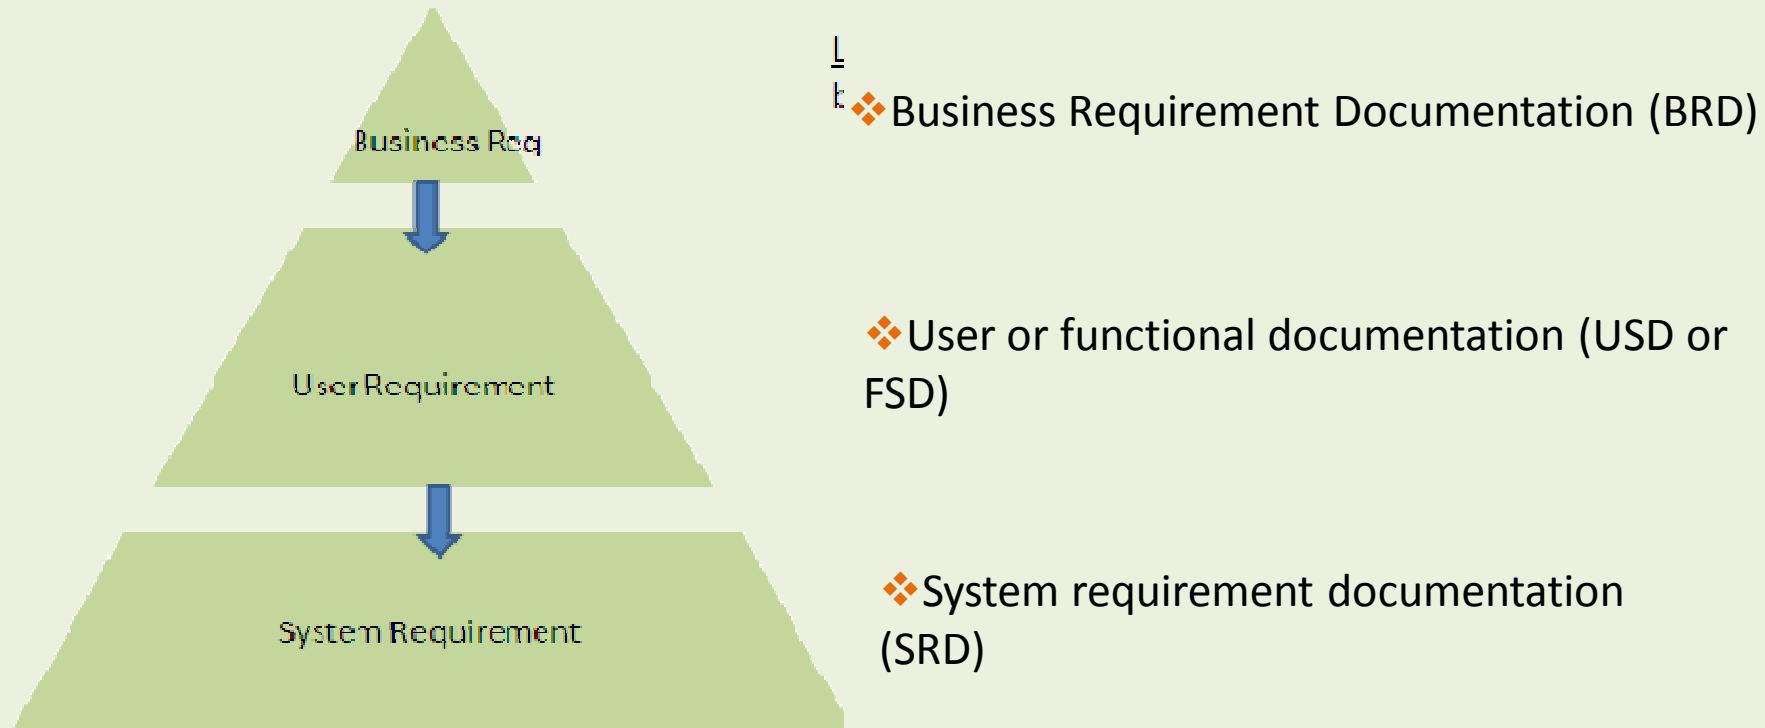 Business Req
User Requirement
System Requirement
L
b
Business Requirement Documentation (BRD)
User or functional documentation (USD or
FSD)
System requirement documentation
(SRD)